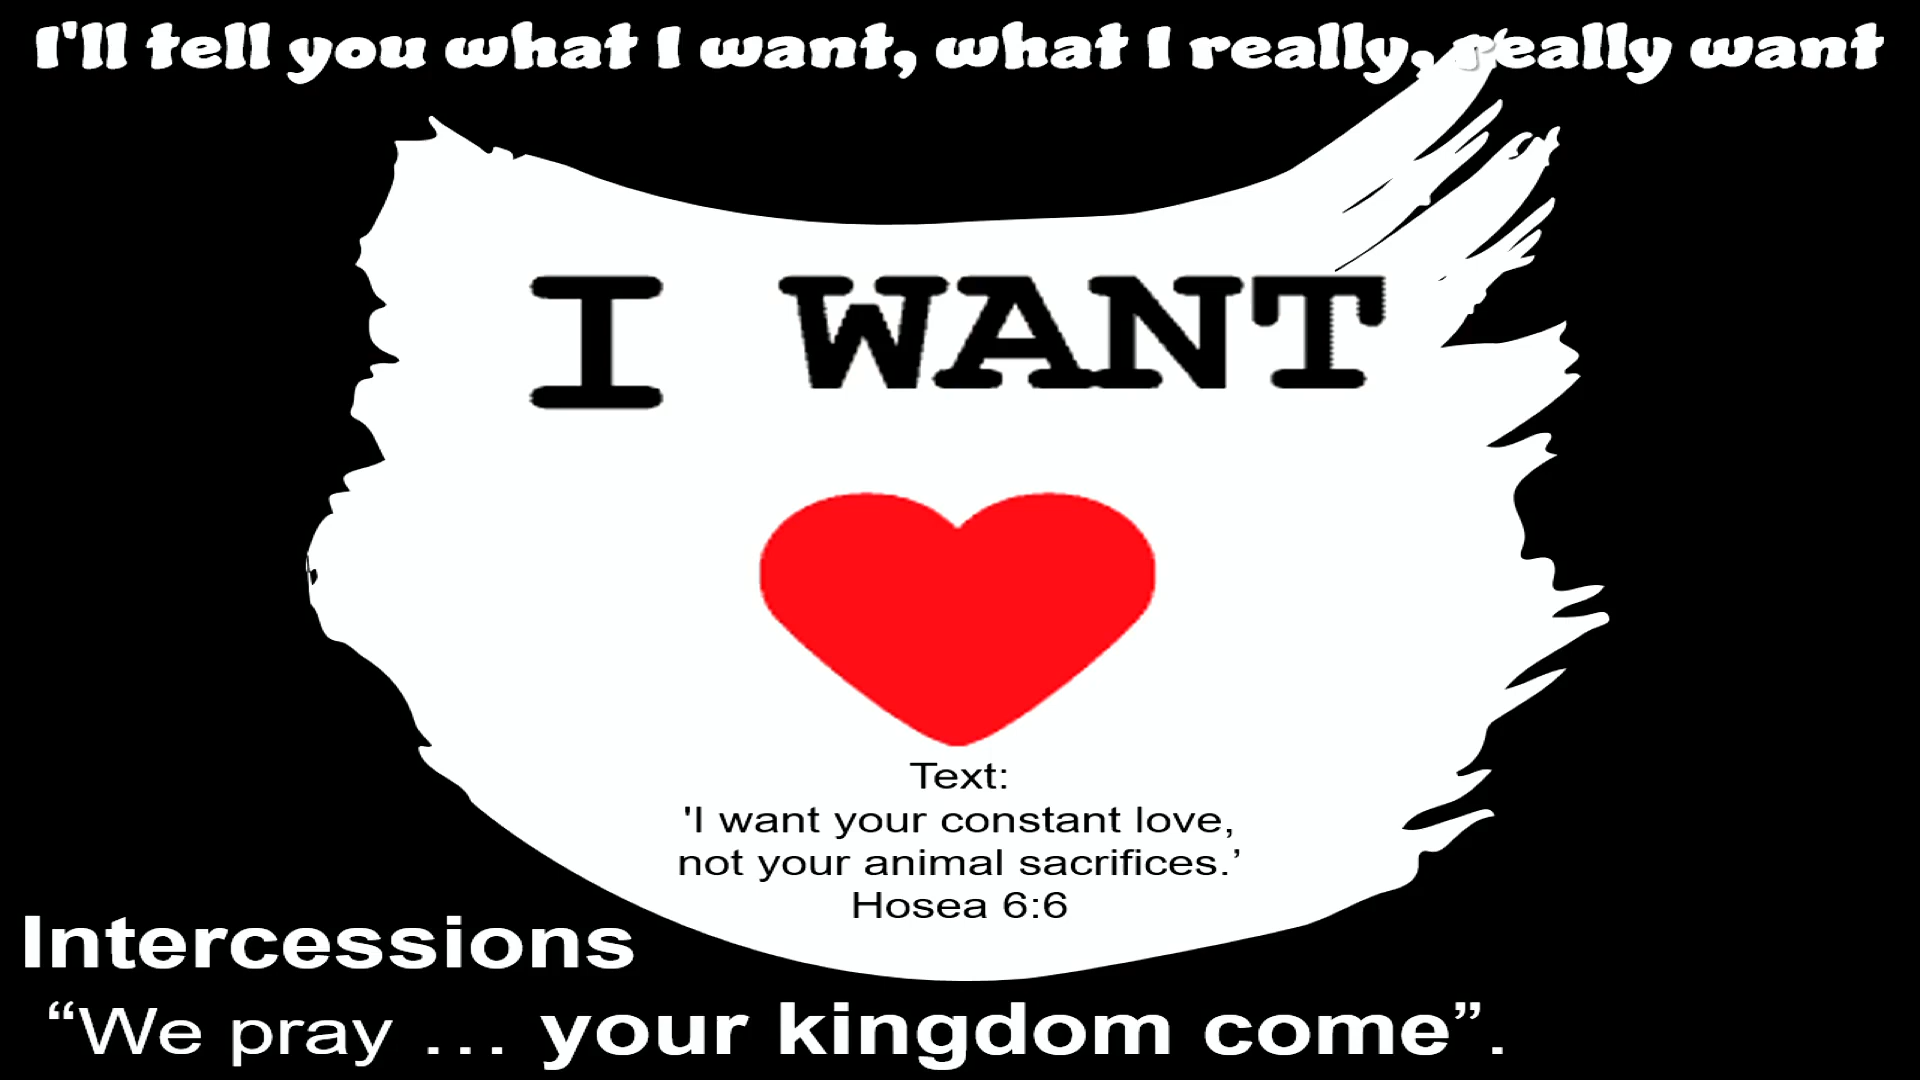 I'll tell you what I want, what I really, really want
I WANT
Text:
'I want your constant love,
not your animal sacrifices.’
Hosea 6:6
Intercessions
“We pray … your kingdom come”.